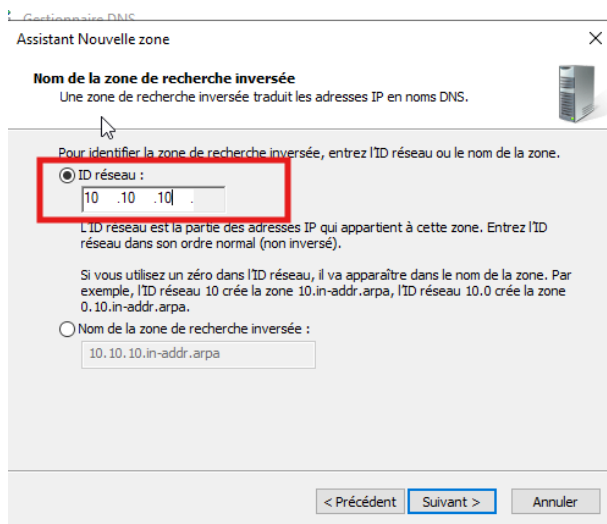 Gestionnaire DNS
Assistant Nouvelle zone
Nom de la zone de recherche inversée
Une zone de recherche inversée traduit les adresses IP en noms DNS.
Pour identifier la zone de recherche inversée, entrez l'ID réseau ou le nom de la zone.
ID réseau :
10 .10 .10 .
L'ID réseau est la partie des adresses IP qui appartient à cette zone. Entrez l'ID
réseau dans son ordre normal (non inversé).
Si vous utilisez un zéro dans l'ID réseau, il va apparaître dans le nom de la zone. Par
exemple, l'ID réseau 10 crée la zone 10.in-addr.arpa, l'ID réseau 10.0 crée la zone
0.10.in-addr.arpa.
Nom de la zone de recherche inversée :
10.10.10.in-addr.arpa
< Précédent Suivant > Annuler